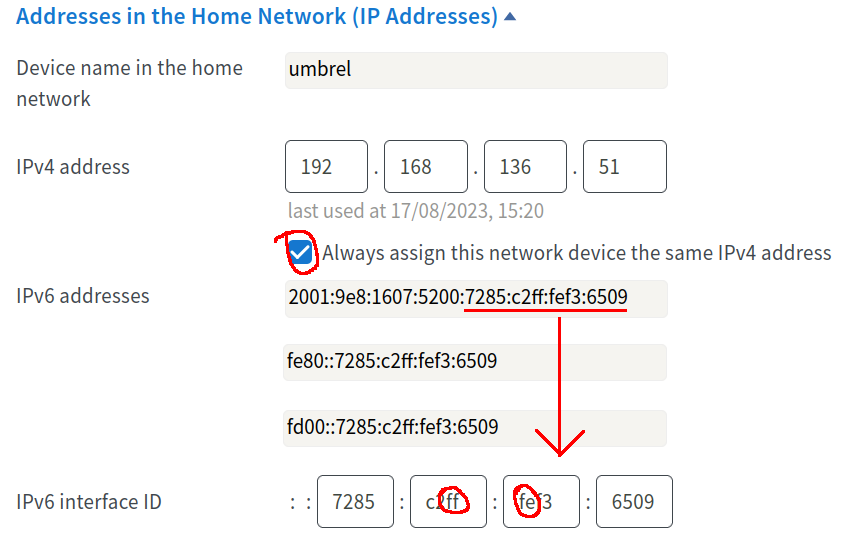 Addresses in the Home Network (IP Addresses)
Device name in the home network
umbrel
IPv4 address
192 . 168 . 136 . 51
last used at 17/08/2023, 15:20
Always assign this network device the same IPv4 address
IPv6 addresses
2001:9e8:1607:5200:7285:c2ff:fef3:6509
fe80::7285:c2ff:fef3:6509
fd00::7285:c2ff:fef3:6509
IPv6 interface ID
: : 7285 : c2ff : fef3 : 6509